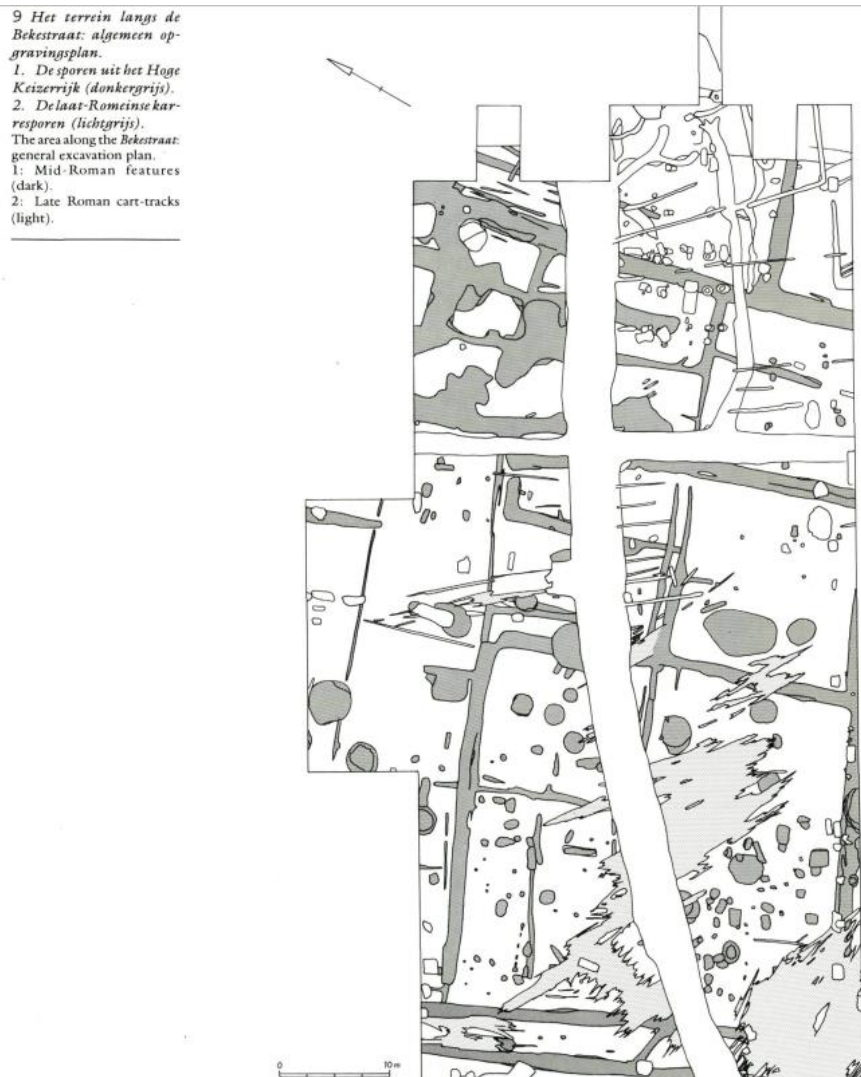 9 Het terrein langs de
Bekestraat: algemeen op-
gravingsplan.
1. De sporen uit het Hoge
Keizerrijk (donkergrijs).
2. De laat-Romeinse kar-
resporen (lichtgrijs).
The area along the Bekestraat:
general excavation plan.
1: Mid-Roman features
(dark).
2: Late Roman cart-tracks
(light).
0 10 m